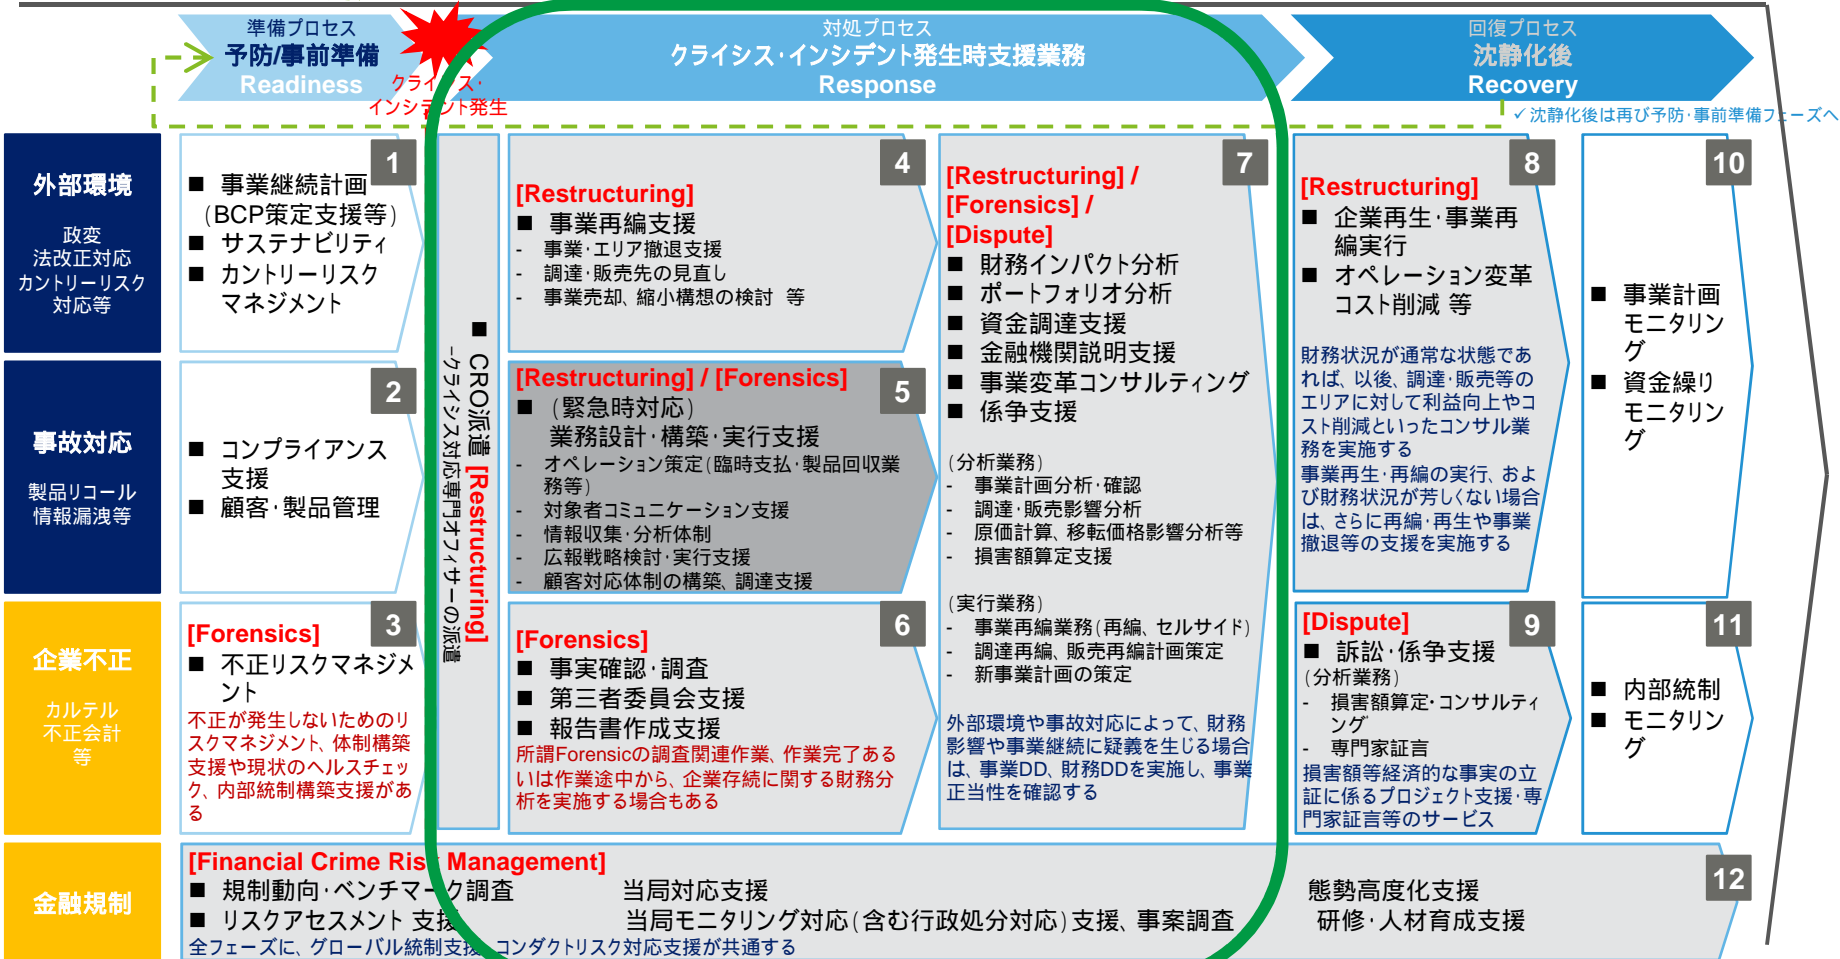 準備プロセス
予防/事前準備
Readiness
クライシス・
インシデント発生
対処プロセス
クライシス・インシデント発生時支援業務
Response
回復プロセス
沈静化後
Recovery
✓沈静化後は再び予防・事前準備フェーズへ
外部環境
政変
法改正対応
カントリーリスク
対応等
1
■ 事業継続計画
(BCP策定支援等)
■ サステナビリティ
■ カントリーリスク
マネジメント
事故対応
製品リコール
情報漏洩等
2
■ コンプライアンス
支援
■ 顧客・製品管理
企業不正
カルテル
不正会計
等
3
[Forensics]
■ 不正リスクマネジメ
ント
不正が発生しないためのリ
スクマネジメント、体制構築
支援や現状のヘルスチェッ
ク、内部統制構築支援があ
る
■ CRO派遣 [Restructuring]
-クライシス対応専門オフィサーの派遣
4
[Restructuring]
■ 事業再編支援
- 事業・エリア撤退支援
- 調達・販売先の見直し
- 事業売却、縮小構想の検討 等
5
[Restructuring] / [Forensics]
■ (緊急時対応)
業務設計・構築・実行支援
- オペレーション策定(臨時支払・製品回収業
務等)
- 対象者コミュニケーション支援
- 情報収集・分析体制
- 広報戦略検討・実行支援
- 顧客対応体制の構築、調達支援
6
[Forensics]
■ 事実確認・調査
■ 第三者委員会支援
■ 報告書作成支援
所謂Forensicの調査関連作業、作業完了ある
いは作業途中から、企業存続に関する財務分
析を実施する場合もある
7
[Restructuring] /
[Forensics] /
[Dispute]
■ 財務インパクト分析
■ ポートフォリオ分析
■ 資金調達支援
■ 金融機関説明支援
■ 事業変革コンサルティング
■ 係争支援
(分析業務)
- 事業計画分析・確認
- 調達・販売影響分析
- 原価計算、移転価格影響分析等
- 損害額算定支援
(実行業務)
- 事業再編業務(再編、セルサイド)
- 調達再編、販売再編計画策定
- 新事業計画の策定
外部環境や事故対応によって、財務
影響や事業継続に疑義を生じる場合
は、事業DD、財務DDを実施し、事業
正当性を確認する
8
[Restructuring]
■ 企業再生・事業再
編実行
■ オペレーション変革
コスト削減 等
財務状況が通常な状態であ
れば、以後、調達・販売等の
エリアに対して利益向上やコ
スト削減といったコンサル業
務を実施する
事業再生・再編の実行、およ
び財務状況が芳しくない場合
は、さらに再編・再生や事業
撤退等の支援を実施する
9
[Dispute]
■ 訴訟・係争支援
(分析業務)
- 損害額算定・コンサルティ
ング
- 専門家証言
損害額等経済的な事実の立
証に係るプロジェクト支援・専
門家証言等のサービス
10
■ 事業計画
モニタリン
グ
■ 資金繰り
モニタリン
グ
11
■ 内部統制
■ モニタリン
グ
金融規制
12
[Financial Crime Risk Management]
■ 規制動向・ベンチマーク調査 当局対応支援 態勢高度化支援
■ リスクアセスメント 支援 当局モニタリング対応(含む行政処分対応)支援、事案調査 研修・人材育成支援
全フェーズに、グローバル統制支援、コンダクトリスク対応支援が共通する